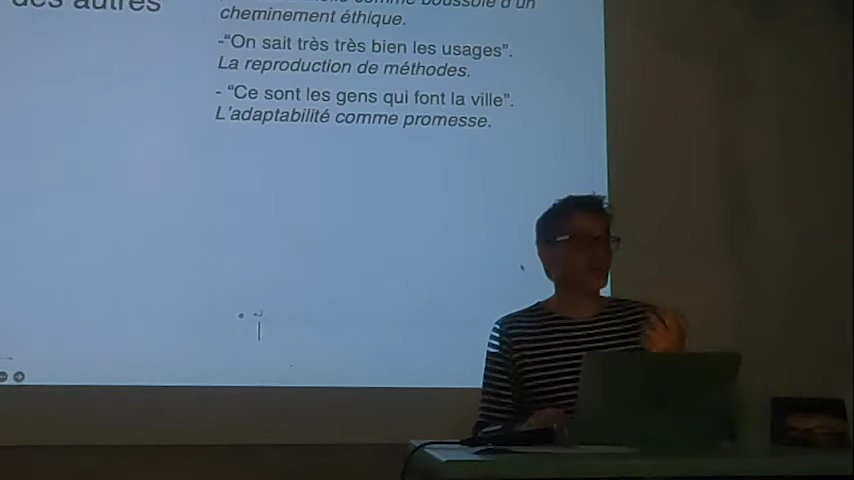 des autres
cheminement éthique.
-“On sait très très bien les usages”.
La reproduction de méthodes.
- “Ce sont les gens qui font la ville”.
L’adaptabilité comme promesse.